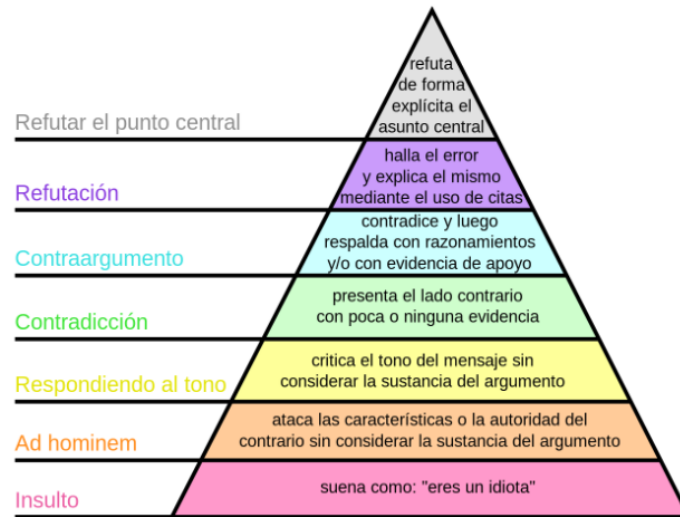 refuta
de forma
explícita el
asunto central
Refutar el punto central
halla el error
y explica el mismo
mediante el uso de citas
Refutación
contradice y luego
respalda con razonamientos
y/o con evidencia de apoyo
Contraargumento
presenta el lado contrario
con poca o ninguna evidencia
Contradicción
critica el tono del mensaje sin
considerar la sustancia del argumento
Respondiendo al tono
ataca las características o la autoridad del
contrario sin considerar la sustancia del argumento
Ad hominem
suena como: "eres un idiota"
Insulto